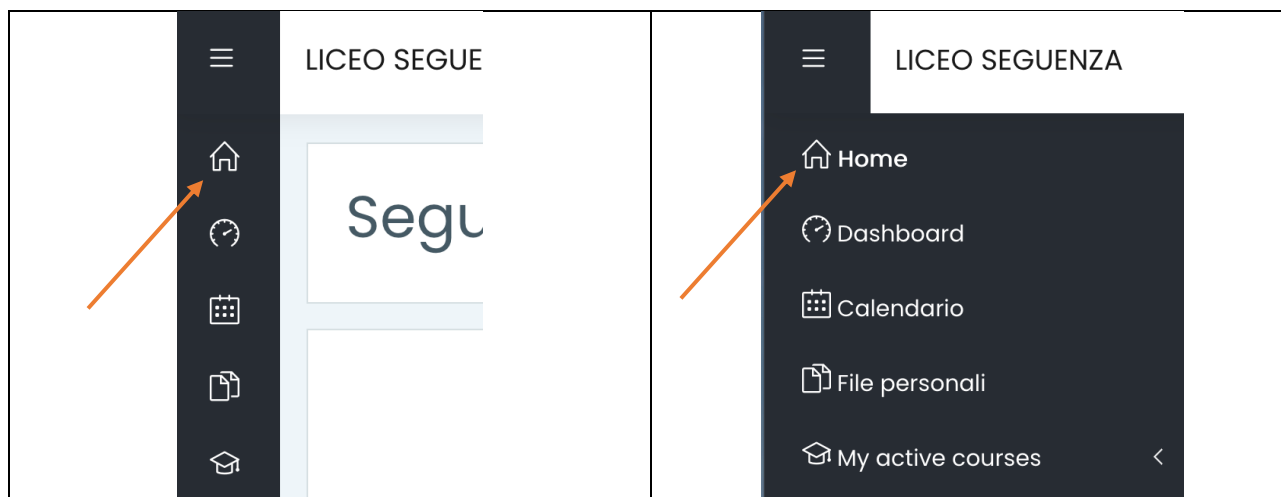 LICEO SEGUE
Segu
LICEO SEGUENZA
Home
Dashboard
Calendario
File personali
My active courses